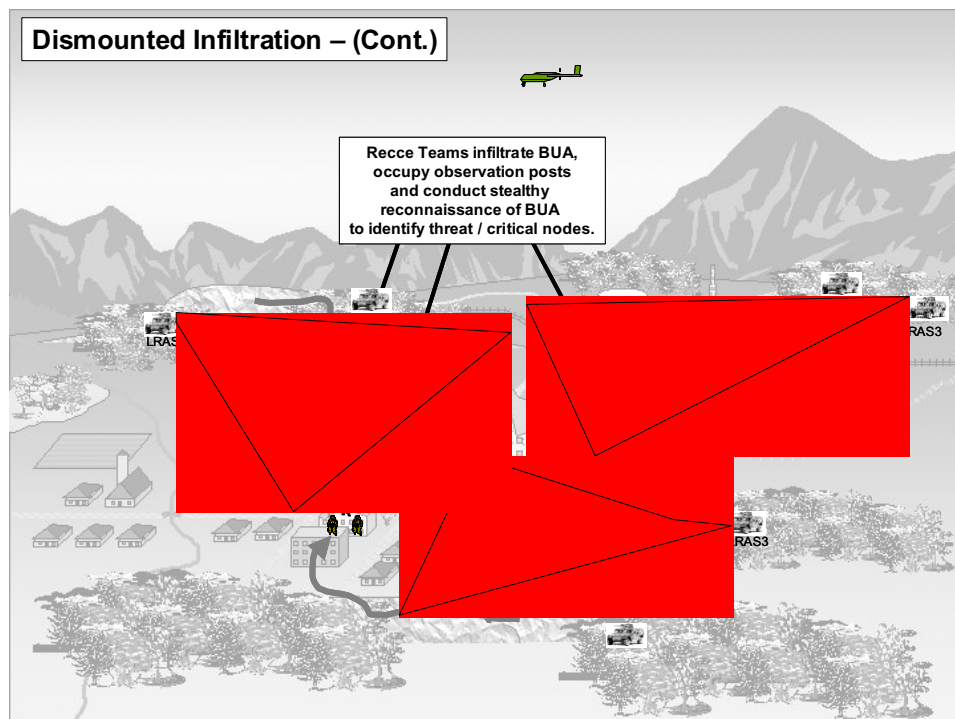 Dismounted Infiltration – (Cont.)
Recce Teams infiltrate BUA,
occupy observation posts
and conduct stealthy
reconnaissance of BUA
to identify threat / critical nodes.
LRAS
RAS3
RAS3